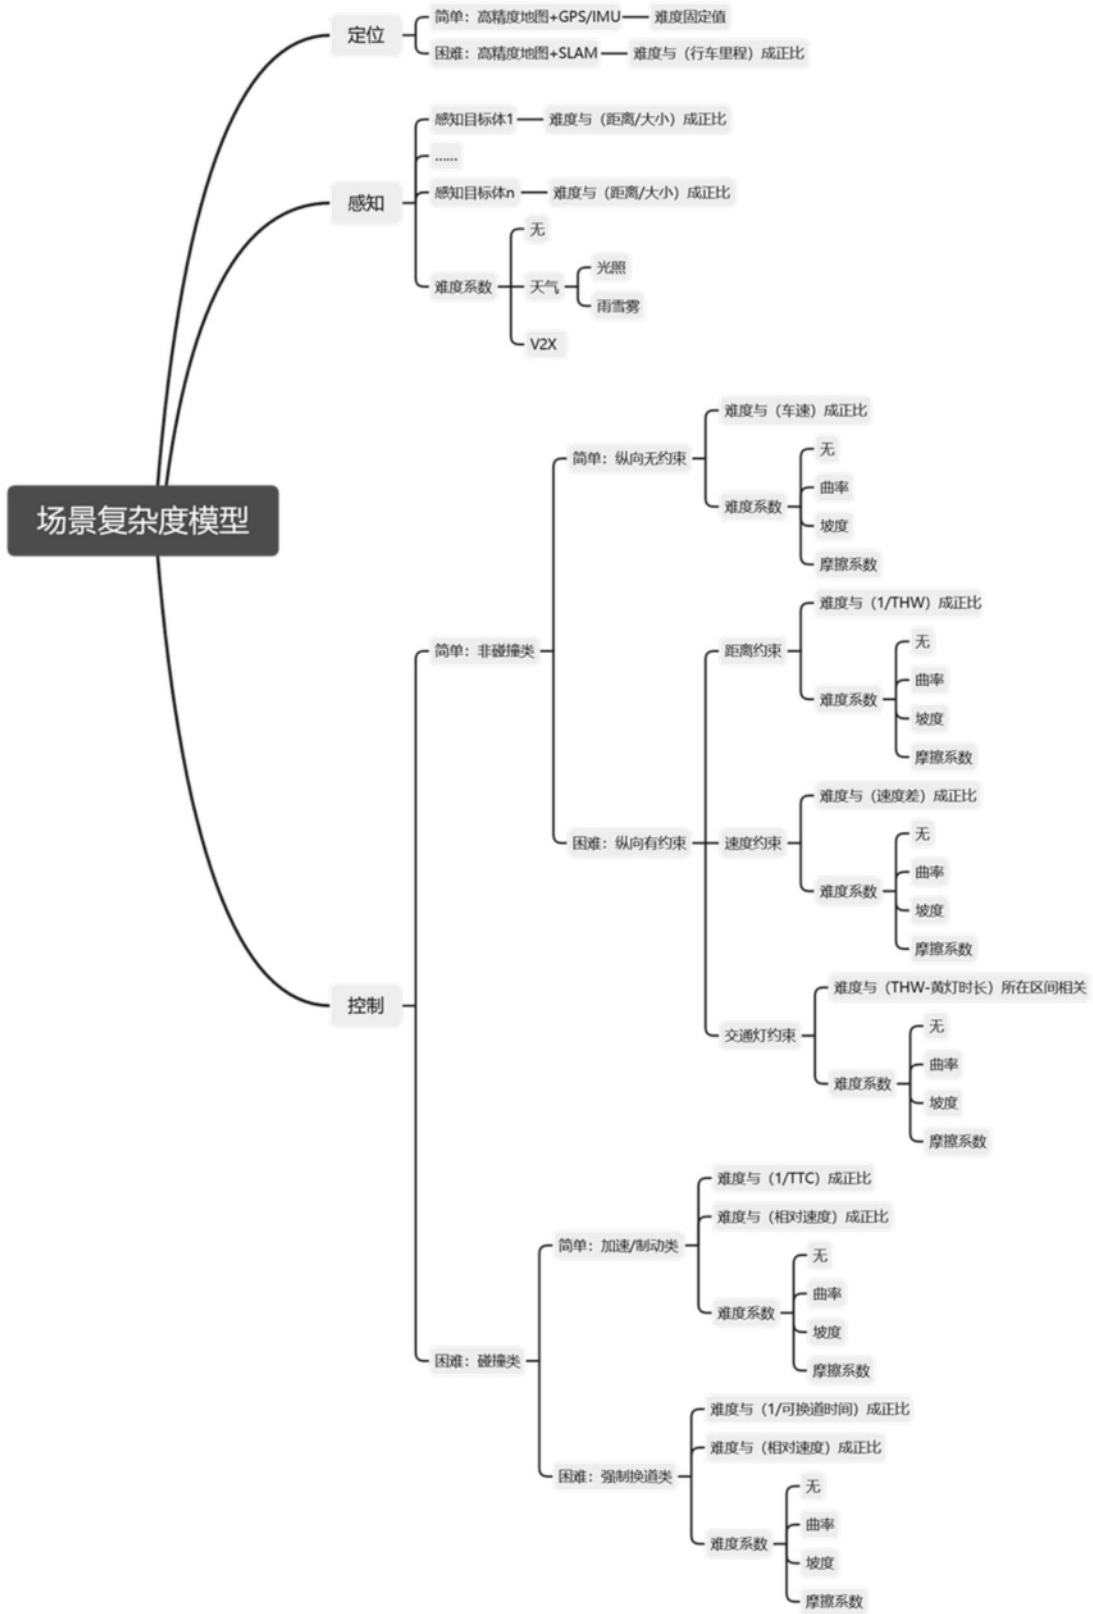 场景复杂度模型
定位
简单：高精度地图+GPS/IMU
难度固定值
困难：高精度地图+SLAM
难度与（行车里程）成正比
感知
感知目标体1
难度与（距离/大小）成正比
……
感知目标体n
难度与（距离/大小）成正比
难度系数
无
天气
光照
雨雪雾
V2X
控制
简单：非碰撞类
简单：纵向无约束
难度与（车速）成正比
难度系数
无
曲率
坡度
摩擦系数
困难：纵向有约束
距离约束
难度与（1/THW）成正比
难度系数
无
曲率
坡度
摩擦系数
速度约束
难度与（速度差）成正比
难度系数
无
曲率
坡度
摩擦系数
交通灯约束
难度与（THW-黄灯时长）所在区间相关
难度系数
无
曲率
坡度
摩擦系数
困难：碰撞类
简单：加速/制动类
难度与（1/TTC）成正比
难度与（相对速度）成正比
难度系数
无
曲率
坡度
摩擦系数
困难：强制换道类
难度与（1/可换道时间）成正比
难度与（相对速度）成正比
难度系数
无
曲率
坡度
摩擦系数